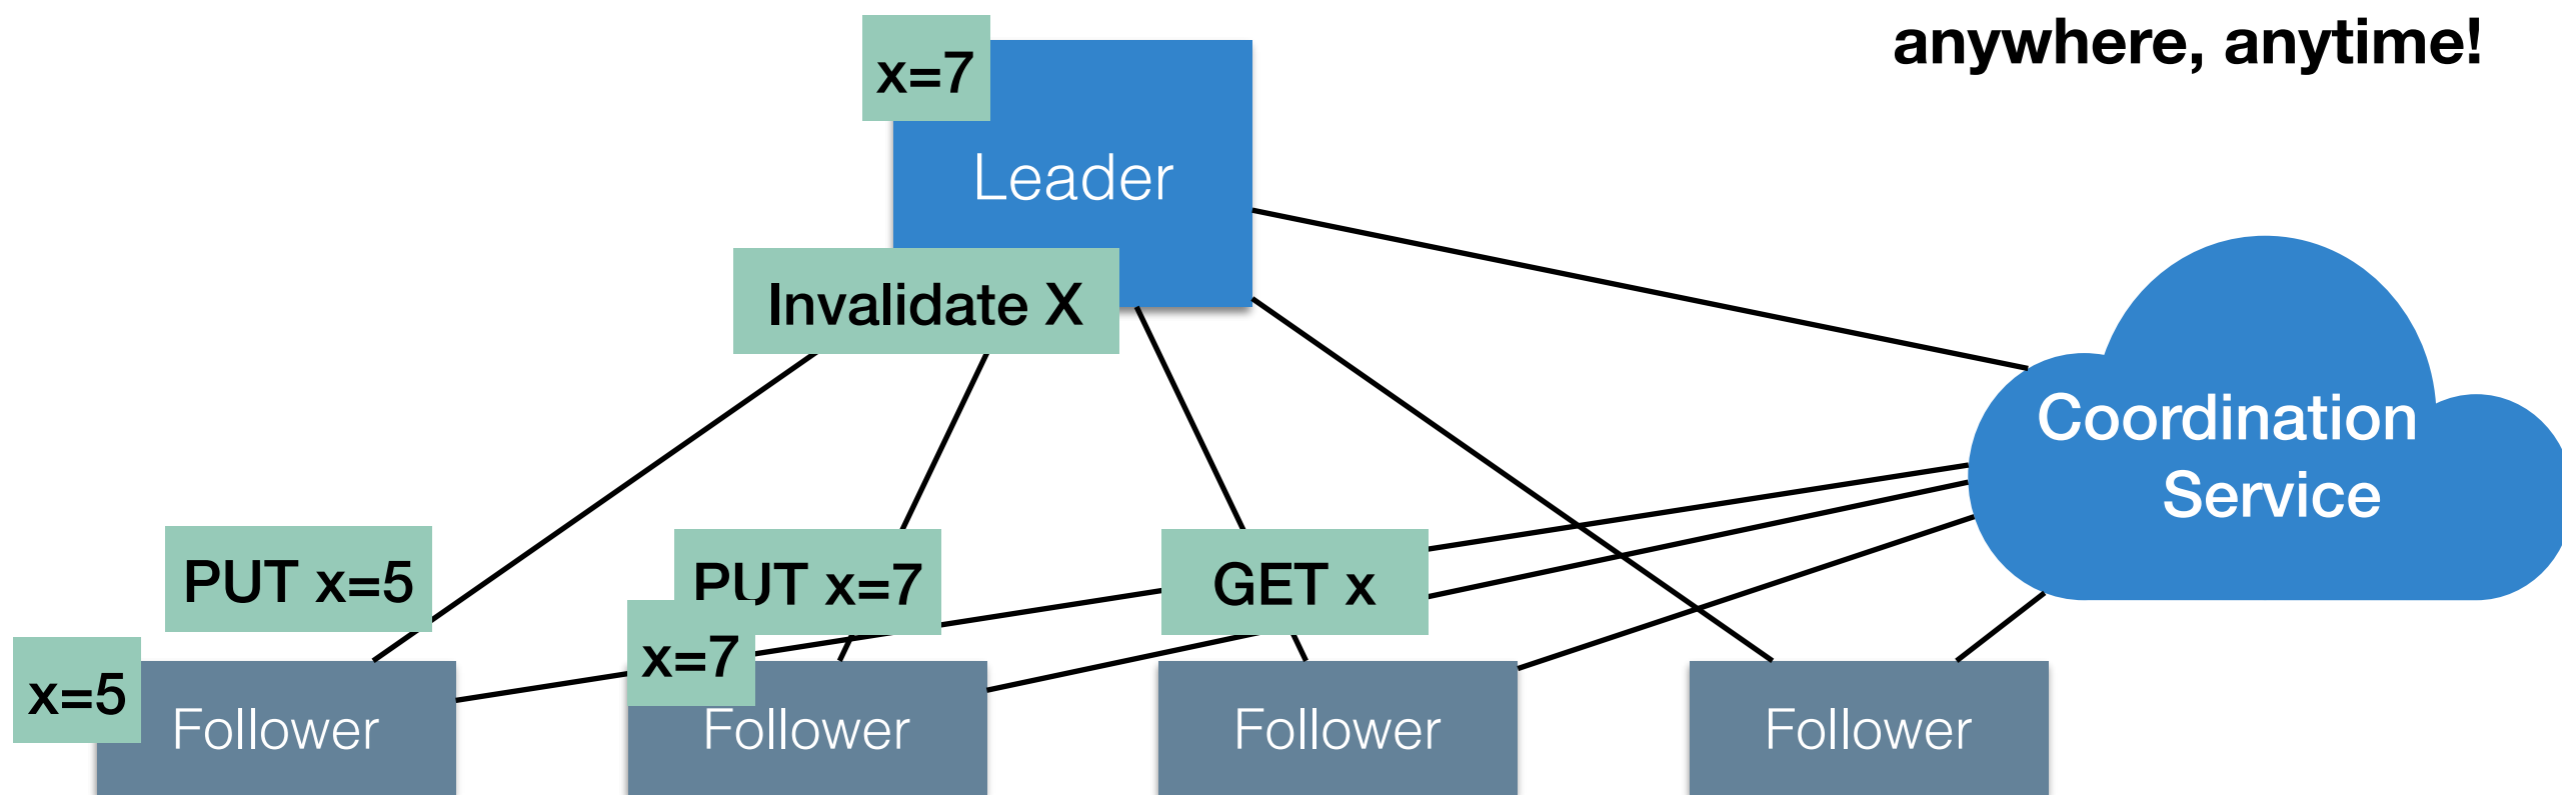 anywhere, anytime!
x=7
Leader
Invalidate X
Coordination
Service
PUT x=5
PUT x=7
GET x
x=5
x=7
Follower
Follower
Follower
Follower